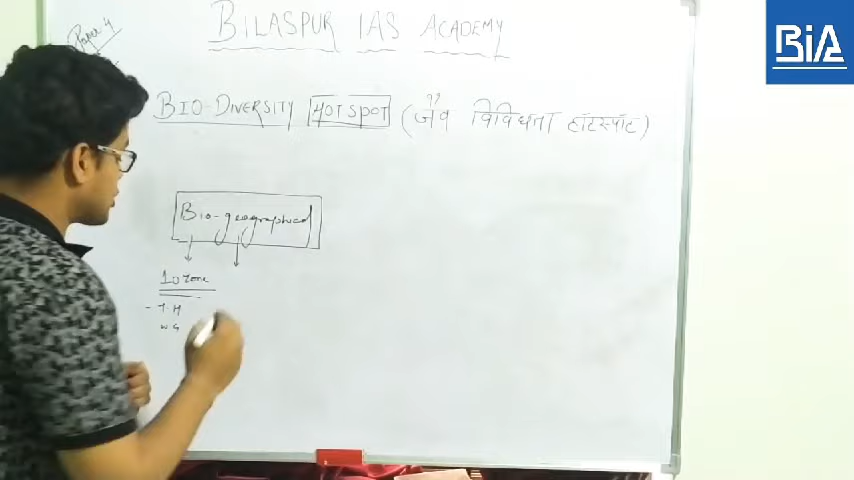 BILASPUR IAS ACADEMY
BiA
Paper-4
BIO-DIVERSITY HOTSPOT (जैव विविधता हॉटस्पॉट)
Bio-geographical
10 Zone
- T.H
W G